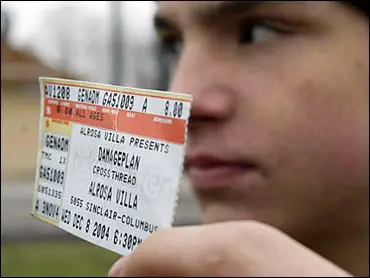 AV1208 GENADM GA51009 A 8.00
8.00 ALL AGES
ALROSA VILLA PRESENTS
DAMAGEPLAN
CROSSTHREAD
ALROSA VILLA
5055 SINCLAIR-COLUMBUS
WED DEC 8 2004 6:30PM
GENADM
GA51009